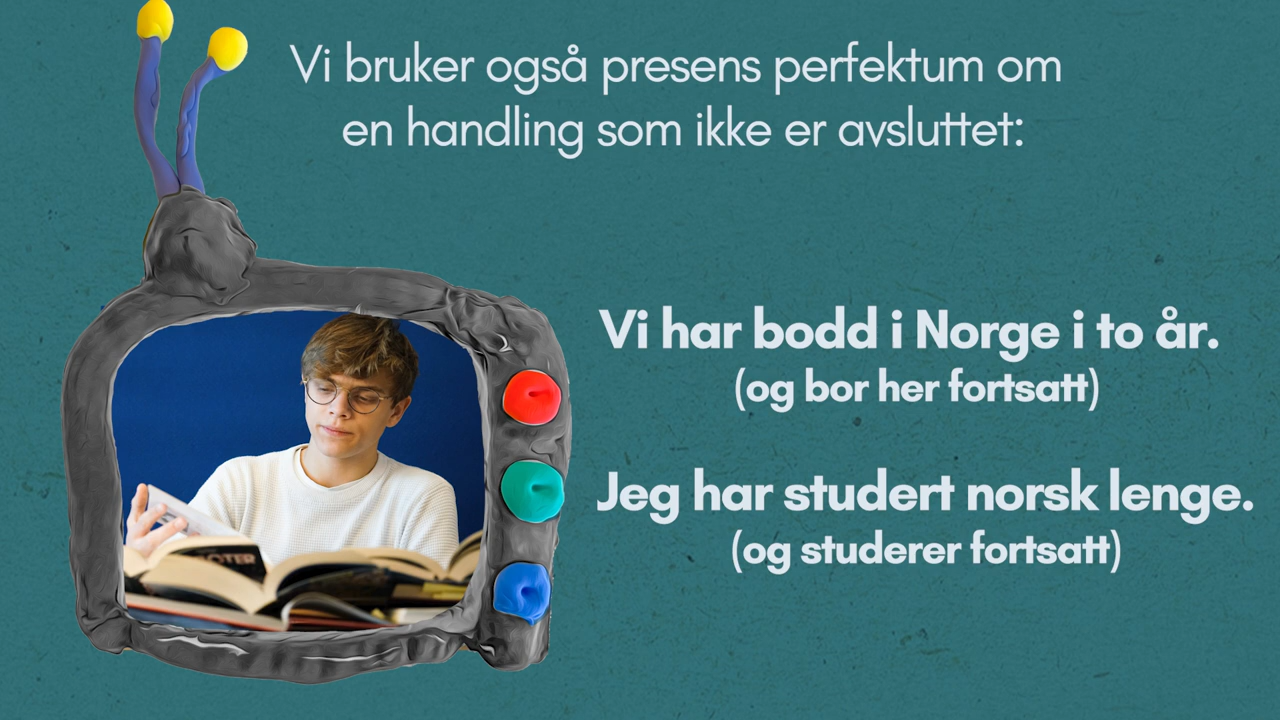 Vi bruker også presens perfektum om
en handling som ikke er avsluttet:
Vi har bodd i Norge i to år.
(og bor her fortsatt)
Jeg har studert norsk lenge.
(og studerer fortsatt)